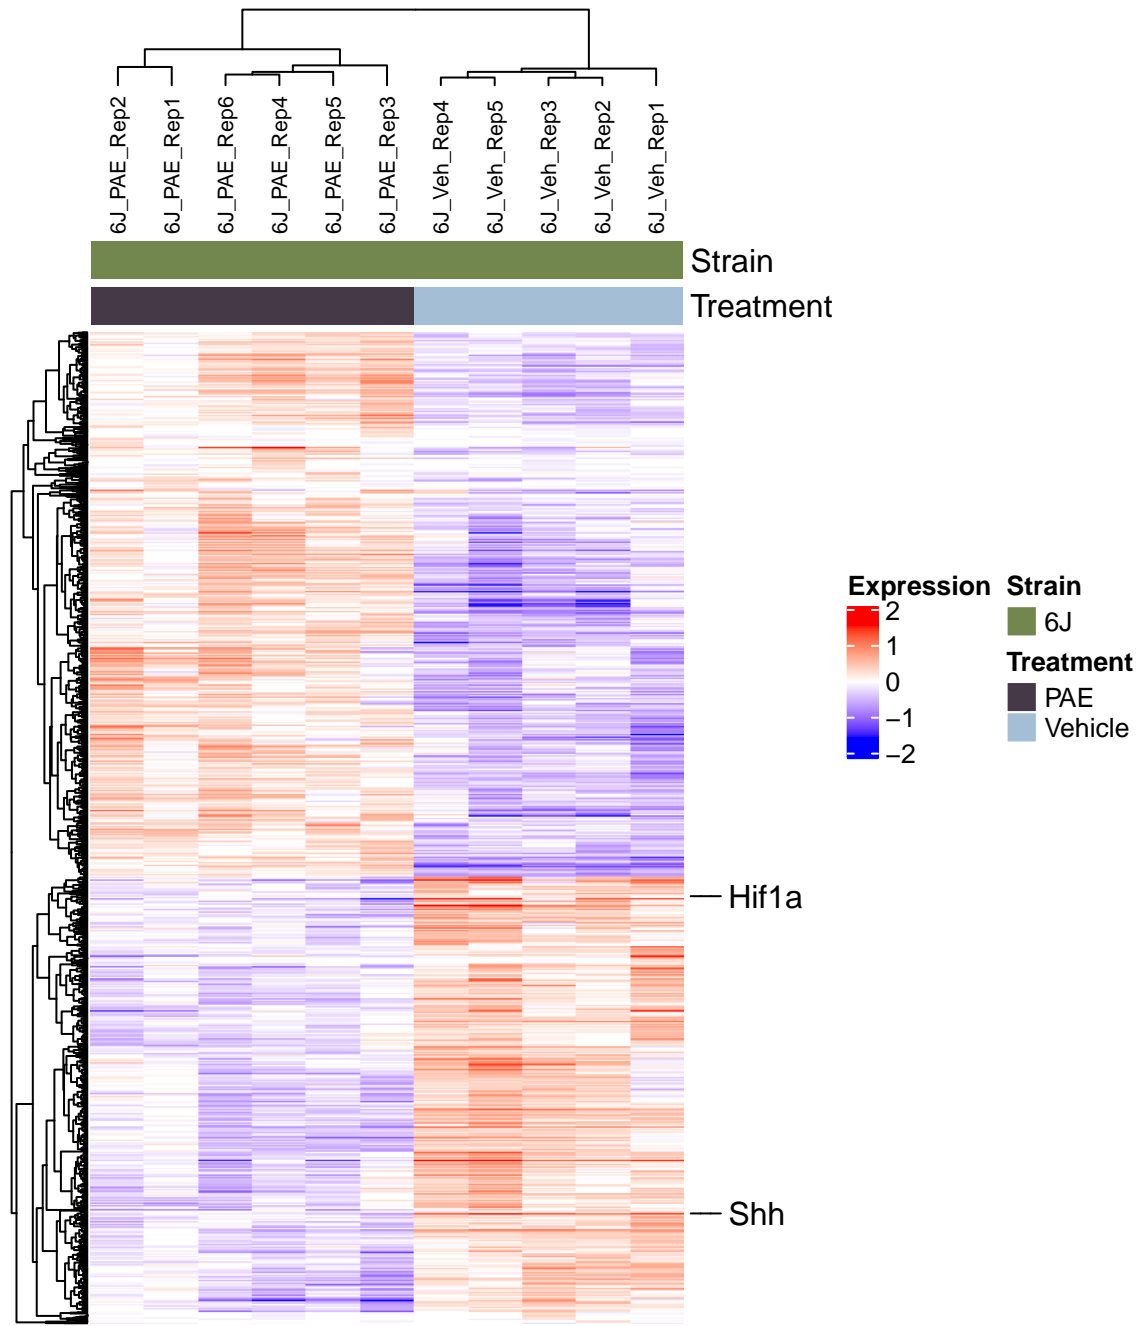 6J_PAE_Rep2
6J_PAE_Rep1
6J_PAE_Rep6
6J_PAE_Rep4
6J_PAE_Rep5
6J_PAE_Rep3
6J_Veh_Rep4
6J_Veh_Rep5
6J_Veh_Rep3
6J_Veh_Rep2
6J_Veh_Rep1
Strain
Treatment
Hif1a
Shh
Expression
2
1
0
−1
−2
Strain
6J
Treatment
PAE
Vehicle